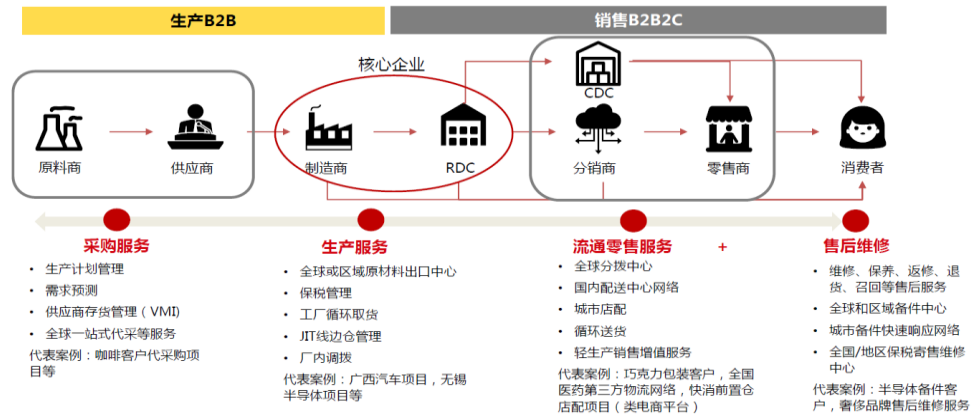 生产B2B
销售B2B2C
核心企业
CDC
原料商
供应商
制造商
RDC
分销商
零售商
消费者
采购服务
• 生产计划管理
• 需求预测
• 供应商存货管理（VMI)
• 全球一站式代采等服务
代表案例：咖啡客户代采购项
目等
生产服务
• 全球或区域原材料出口中心
• 保税管理
• 工厂循环取货
• JIT线边仓管理
• 厂内调拨
代表案例：广西汽车项目，无锡
半导体项目等
流通零售服务 +
• 全球分拨中心
• 国内配送中心网络
• 城市店配
• 循环送货
• 轻生产销售增值服务
代表案例：巧克力包装客户，全国
医药第三方物流网络，快消前置仓
店配项目（类电商平台）
售后维修
• 维修、保养、返修、退
货、召回等售后服务
• 全球和区域备件中心
• 城市备件快速响应网络
• 全国/地区保税寄售维修
中心
代表案例：半导体备件客
户，奢侈品牌售后维修服务